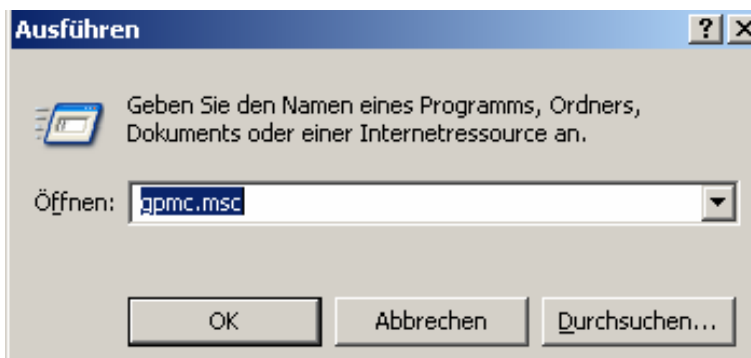 Ausführen
Geben Sie den Namen eines Programms, Ordners,
Dokuments oder einer Internetressource an.
Öffnen: gpmc.msc
OK Abbrechen Durchsuchen...